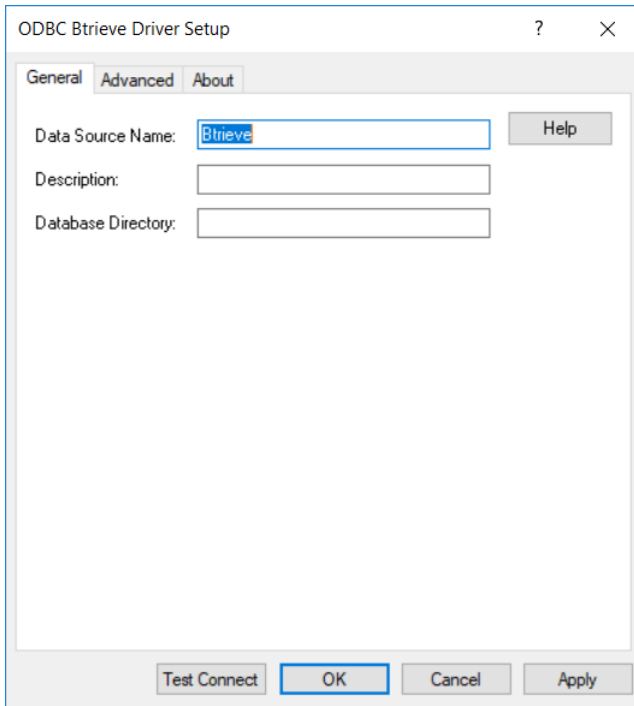 ODBC Btrieve Driver Setup ?
General Advanced About
Data Source Name: Btrieve Help
Description:
Database Directory:
Test Connect OK Cancel Apply